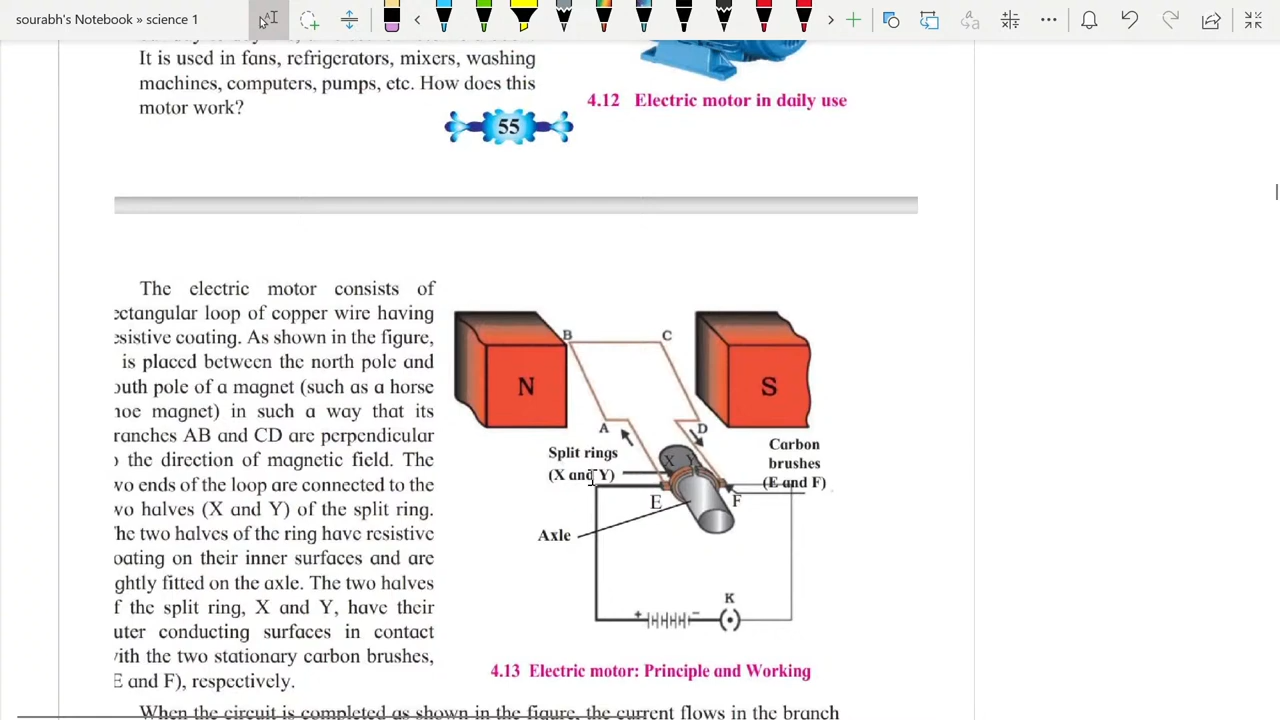 sourabh's Notebook » science 1
It is used in fans, refrigerators, mixers, washing
machines, computers, pumps, etc. How does this
motor work?
4.12 Electric motor in daily use
55
The electric motor consists of
ectangular loop of copper wire having
esistive coating. As shown in the figure,
is placed between the north pole and
outh pole of a magnet (such as a horse
hoe magnet) in such a way that its
ranches AB and CD are perpendicular
o the direction of magnetic field. The
wo ends of the loop are connected to the
wo halves (X and Y) of the split ring.
The two halves of the ring have resistive
oating on their inner surfaces and are
ightly fitted on the axle. The two halves
f the split ring, X and Y, have their
uter conducting surfaces in contact
with the two stationary carbon brushes,
E and F), respectively.
B
C
N
S
A
D
Split rings
(X and Y)
X Y
Carbon
brushes
(E and F)
E
F
Axle
K
+ −
4.13 Electric motor: Principle and Working
When the circuit is completed as shown in the figure, the current flows in the branch